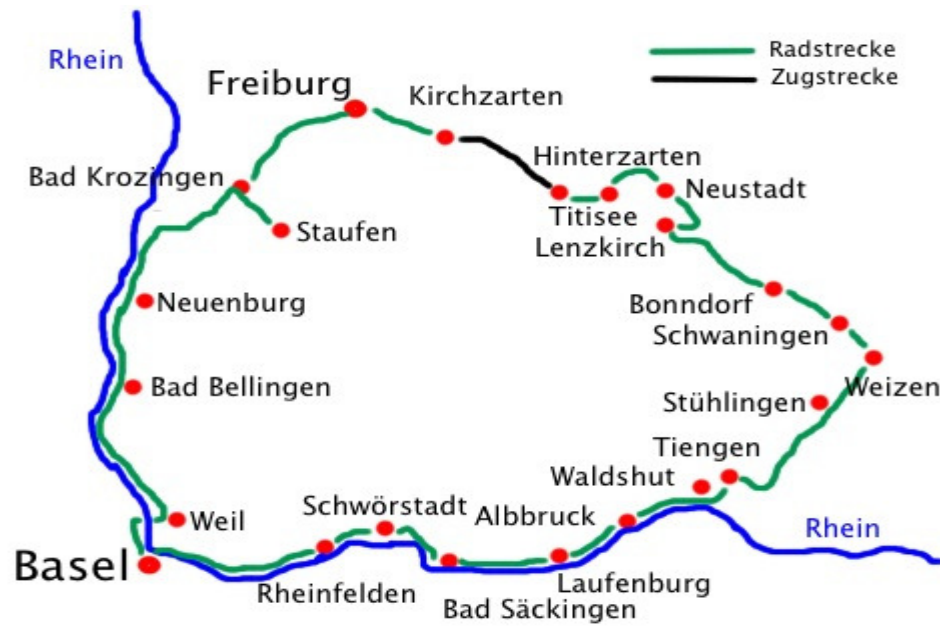 Rhein
Radstrecke
Zugstrecke
Freiburg
Kirchzarten
Hinterzarten
Bad Krozingen
Neustadt
Titisee
Staufen
Lenzkirch
Neuenburg
Bonndorf
Schwaningen
Bad Bellingen
Weizen
Stühlingen
Tiengen
Waldshut
Schwörstadt
Albbruck
Weil
Rhein
Basel
Rheinfelden
Laufenburg
Bad Säckingen